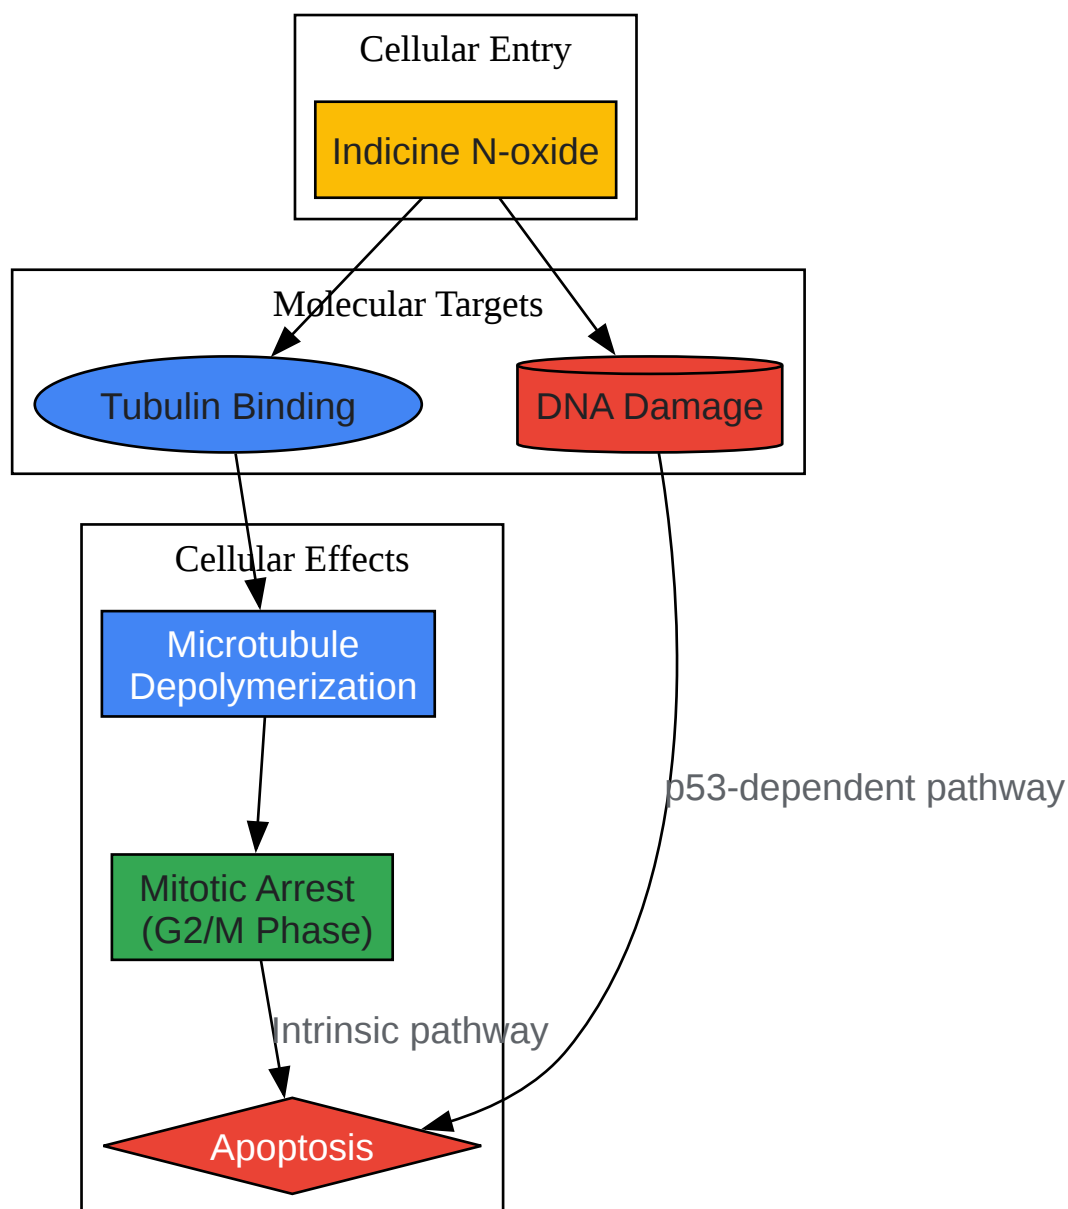 Cellular Entry
Indicine N-oxide
Molecular Targets
Tubulin Binding
DNA Damage
Cellular Effects
Microtubule
Depolymerization
p53-dependent pathway
Mitotic Arrest
(G2/M Phase)
Intrinsic pathway
Apoptosis